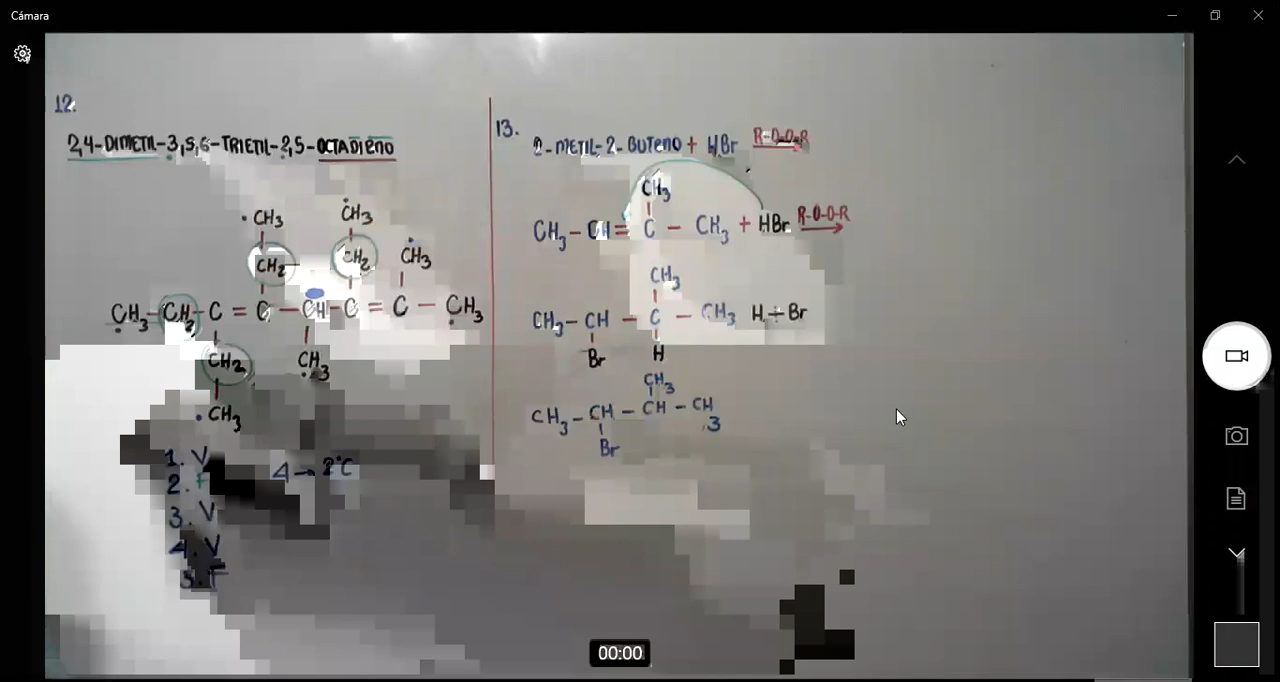 Cámara
12.
2,4-DIMETIL-3,5,6-TRIETIL-2,5-OCTADIENO
CH3 CH3
CH2 CH2 CH3
CH3 - CH2 - C = C - CH - C = C - CH3
CH2 CH3
CH3
1. V
2. F
3. V
4. V
5. F
4 → 2°C
13.
2-METIL-2-BUTENO + HBr R-O-O-R
CH3
CH3 - CH = C - CH3 + HBr R-O-O-R
CH3
CH3 - CH - C - CH3 H + Br
Br H
CH3
CH3 - CH - CH - CH3
Br
00:00